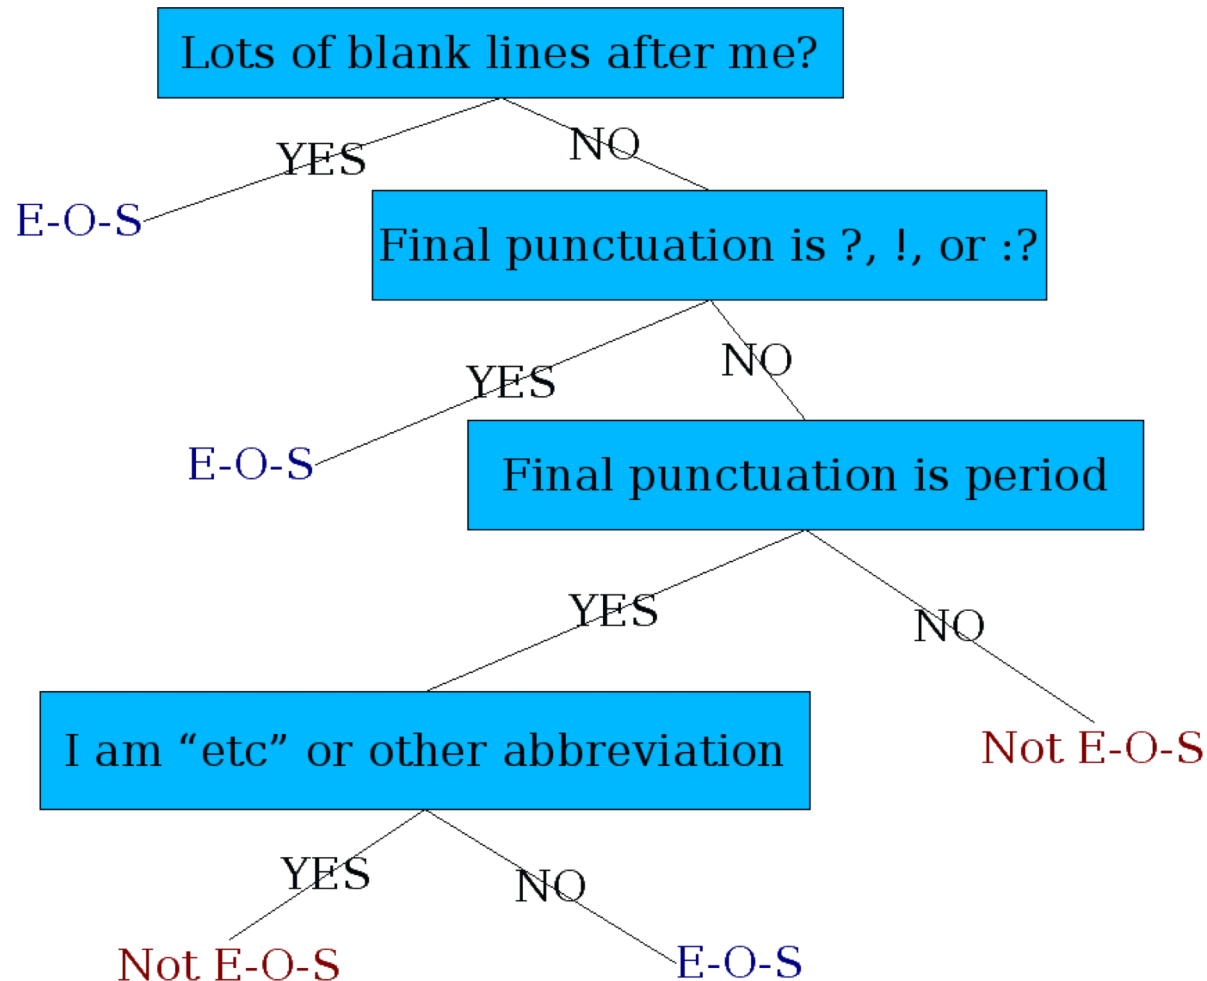 Lots of blank lines after me?
YES
NO
E-O-S
Final punctuation is ?, !, or :?
YES
NO
E-O-S
Final punctuation is period
YES
NO
I am “etc” or other abbreviation
Not E-O-S
YES
NO
Not E-O-S
E-O-S